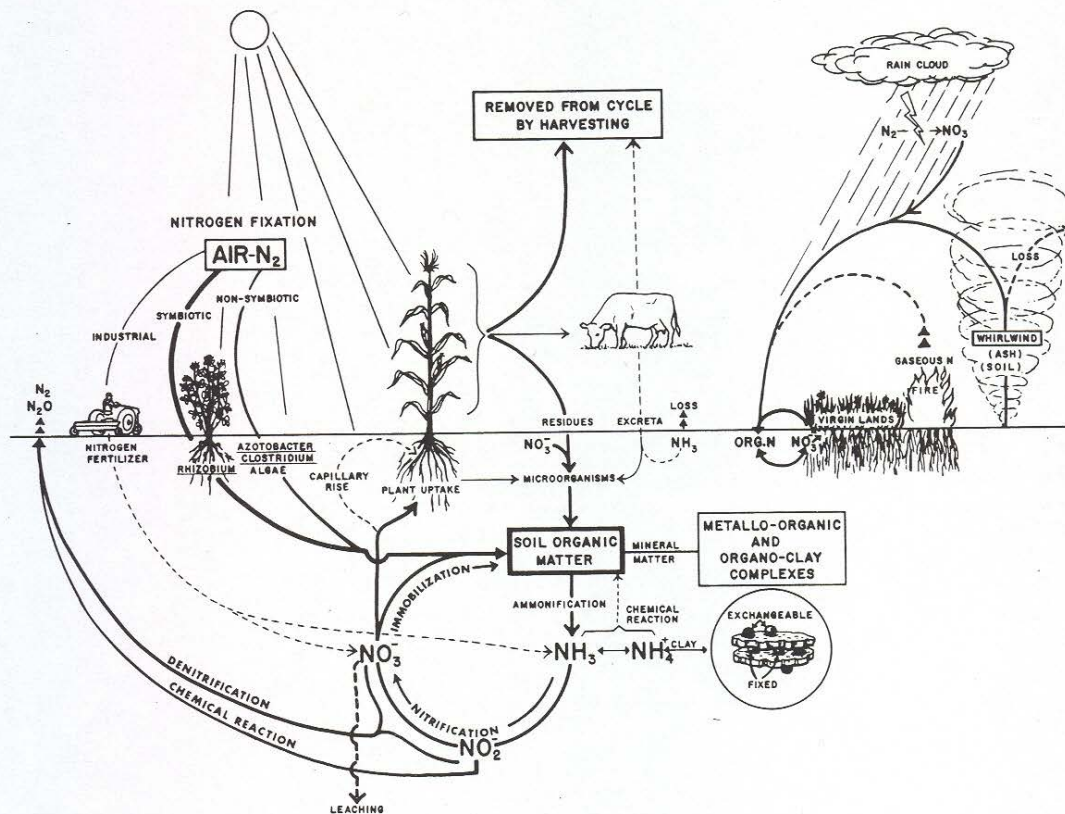 RAIN CLOUD
N₂
NO₃
REMOVED FROM CYCLE
BY HARVESTING
NITROGEN FIXATION
AIR-N₂
NON-SYMBIOTIC
SYMBIOTIC
INDUSTRIAL
LOSS
WHIRLWIND
(ASH)
(SOIL)
GASEOUS N
FIRE
VIRGIN LANDS
N₂
N₂O
NITROGEN
FERTILIZER
RHIZOBIUM
AZOTOBACTER
CLOSTRIDIUM
ALGAE
CAPILLARY
RISE
PLANT UPTAKE
RESIDUES
NO₃⁻
EXCRETA
LOSS
NH₃
MICROORGANISMS
ORG.N
NO₃⁻
SOIL ORGANIC
MATTER
MINERAL
MATTER
METALLO-ORGANIC
AND
ORGANO-CLAY
COMPLEXES
IMMOBILIZATION
AMMONIFICATION
CHEMICAL
REACTION
NO₃⁻
NH₃
NH₄⁺
CLAY
EXCHANGEABLE
FIXED
DENITRIFICATION
CHEMICAL REACTION
NITRIFICATION
NO₂⁻
LEACHING